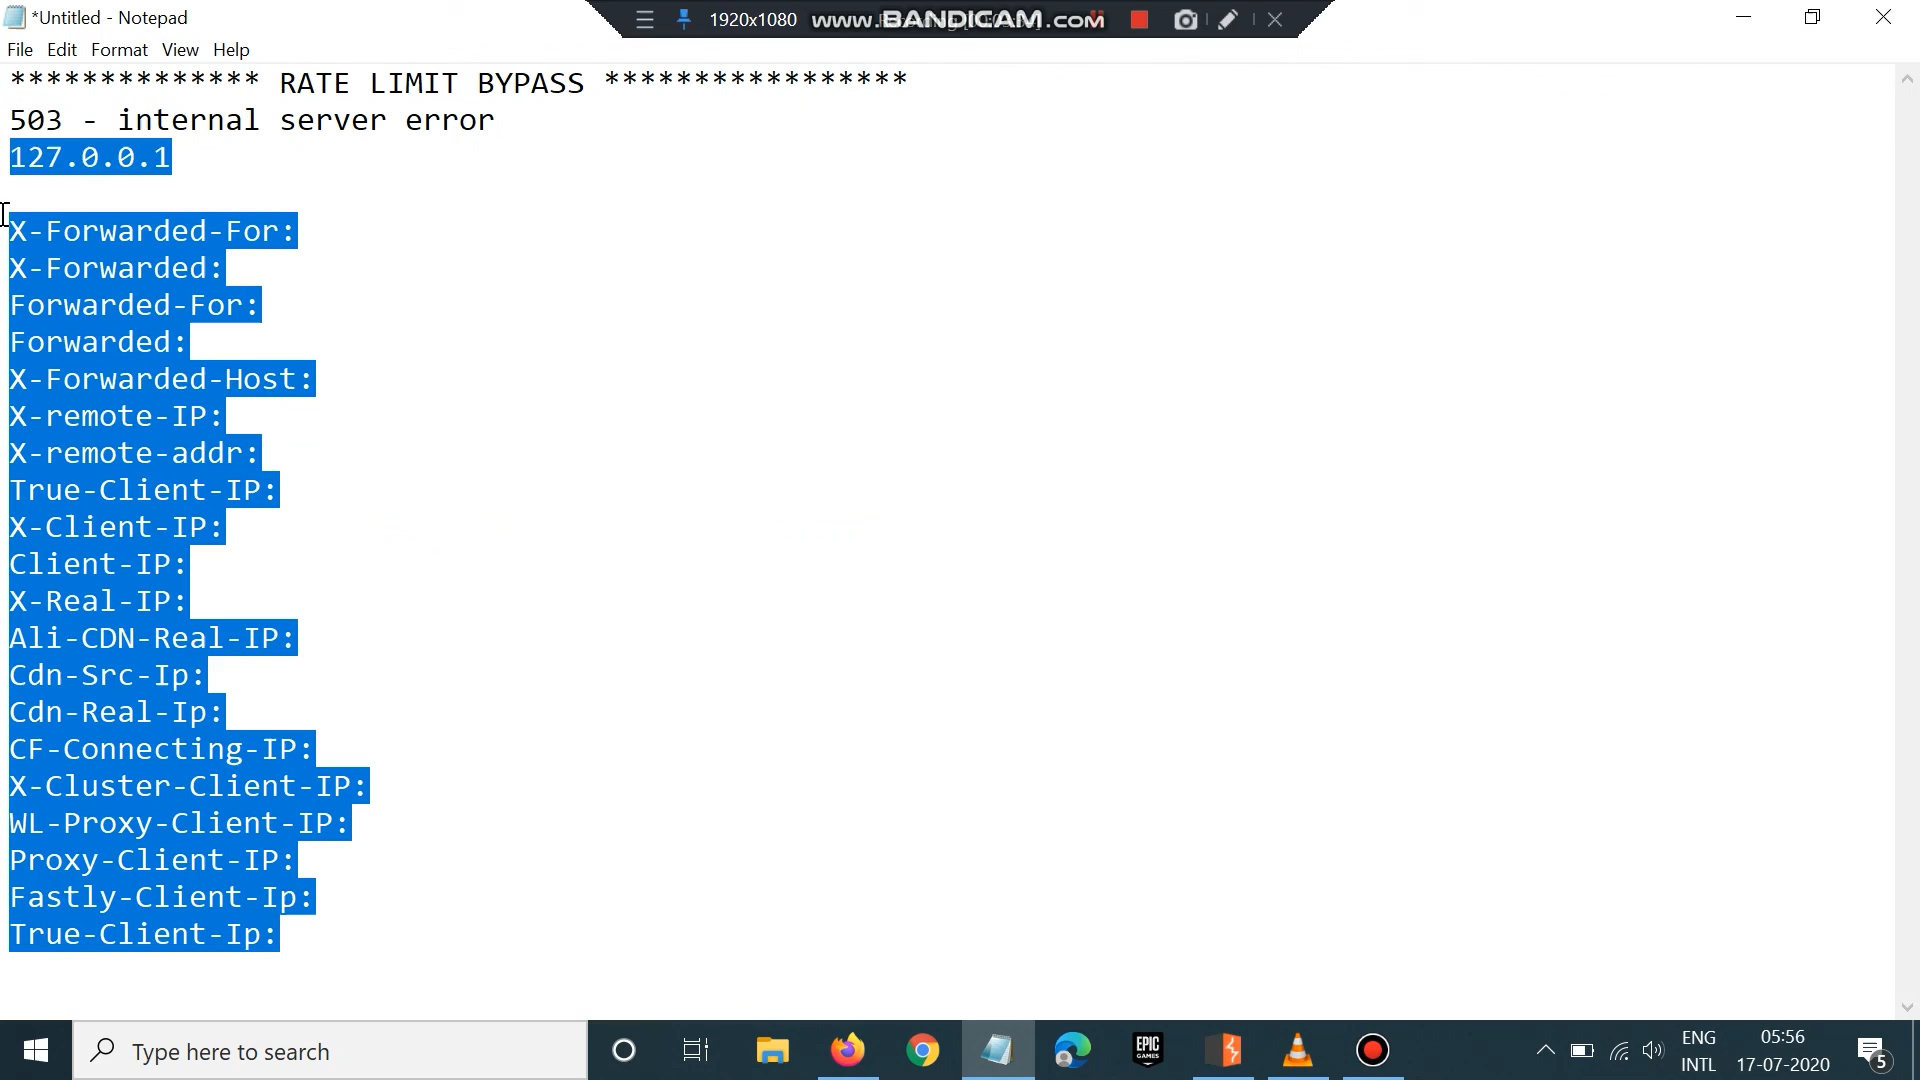 *Untitled - Notepad
1920x1080 www.BANDICAM.com
File Edit Format View Help
************** RATE LIMIT BYPASS *****************
503 - internal server error
127.0.0.1
X-Forwarded-For:
X-Forwarded:
Forwarded-For:
Forwarded:
X-Forwarded-Host:
X-remote-IP:
X-remote-addr:
True-Client-IP:
X-Client-IP:
Client-IP:
X-Real-IP:
Ali-CDN-Real-IP:
Cdn-Src-Ip:
Cdn-Real-Ip:
CF-Connecting-IP:
X-Cluster-Client-IP:
WL-Proxy-Client-IP:
Proxy-Client-IP:
Fastly-Client-Ip:
True-Client-Ip:
Type here to search
EPIC
GAMES
ENG
INTL
05:56
17-07-2020
5